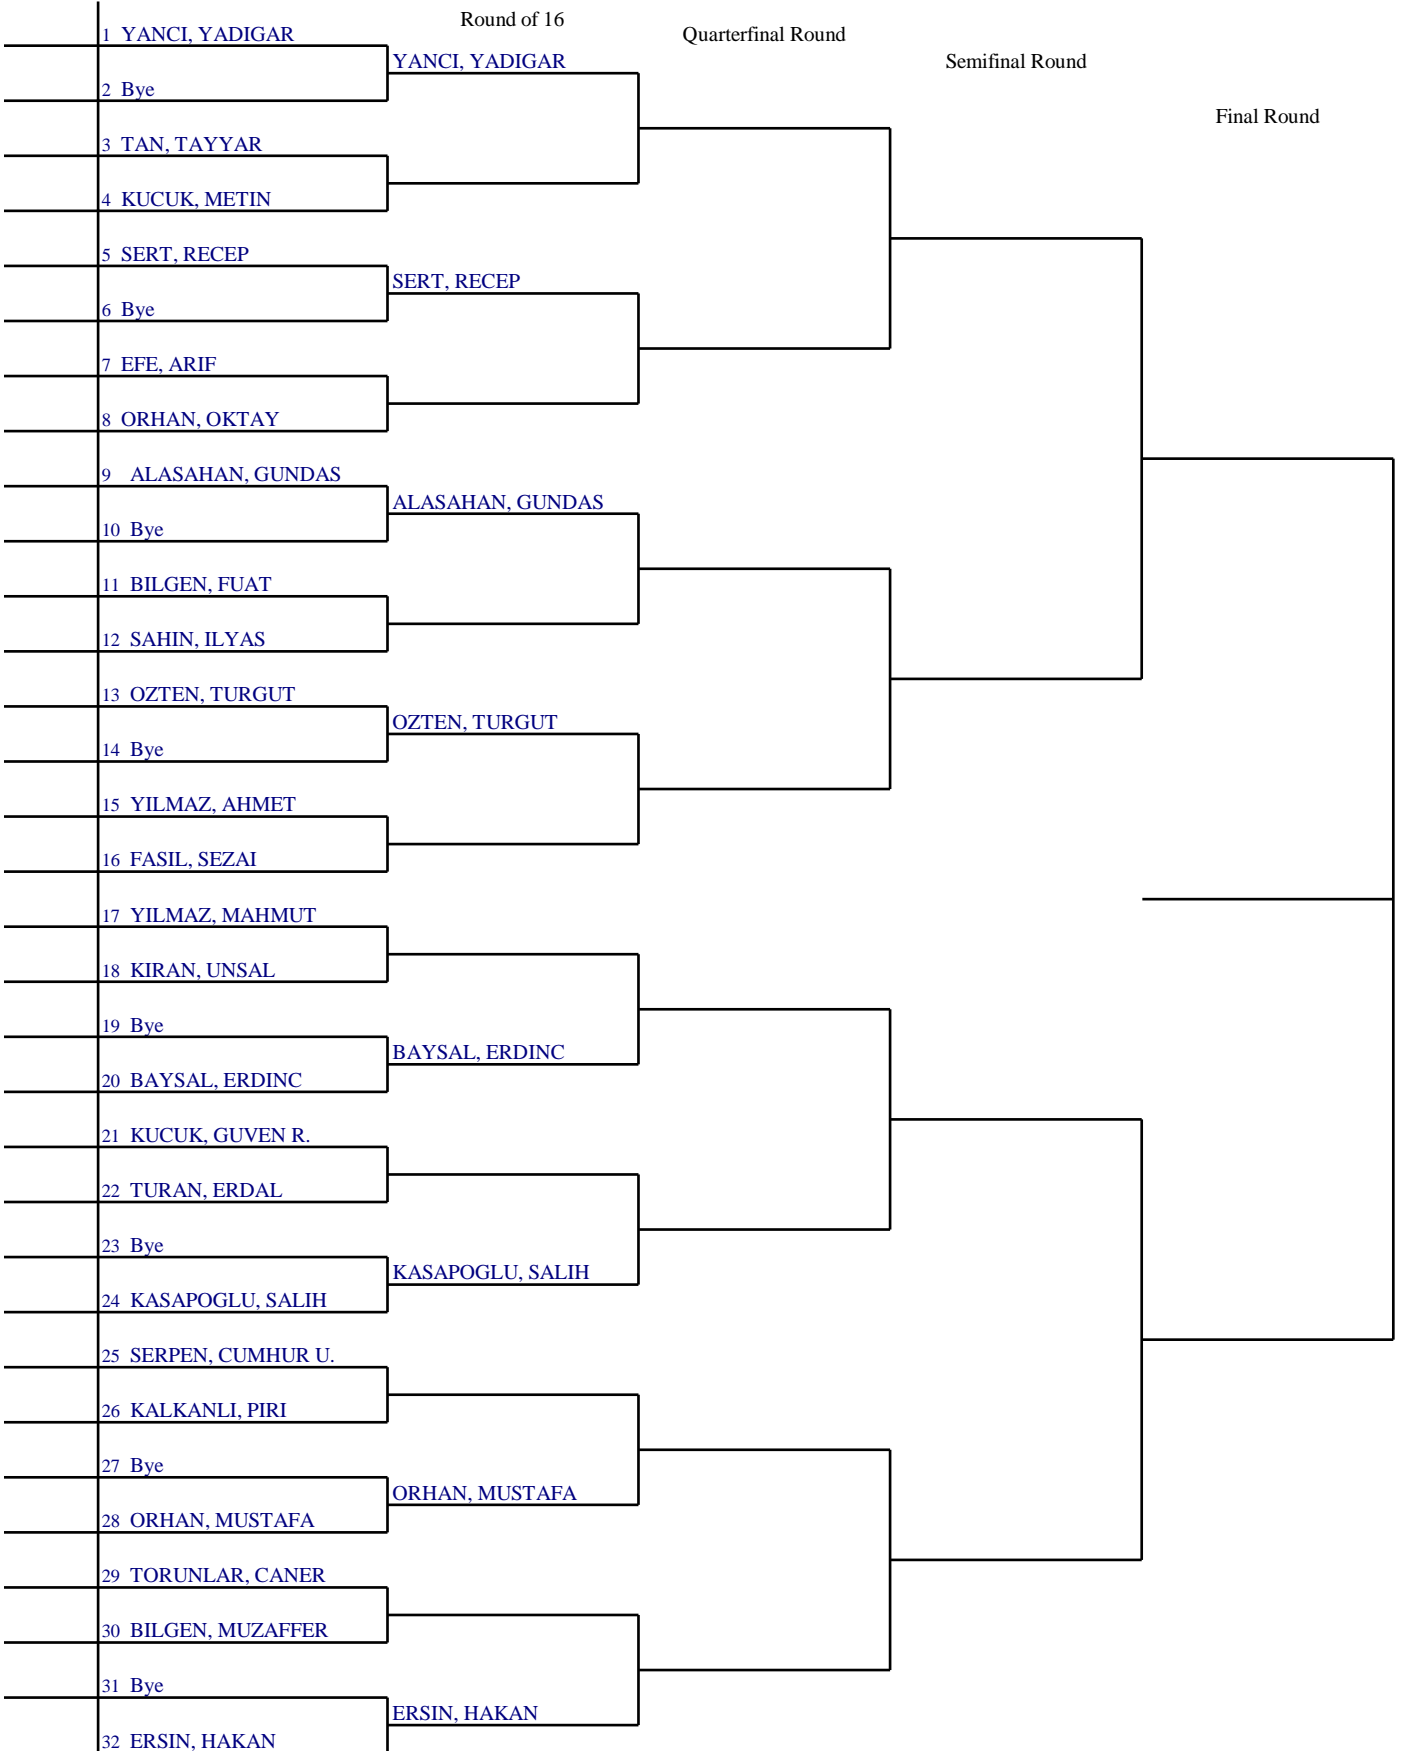 Round of 16
Quarterfinal Round
Semifinal Round
Final Round
1 YANCI, YADIGAR
YANCI, YADIGAR
2 Bye
3 TAN, TAYYAR
4 KUCUK, METIN
5 SERT, RECEP
SERT, RECEP
6 Bye
7 EFE, ARIF
8 ORHAN, OKTAY
9 ALASAHAN, GUNDAS
ALASAHAN, GUNDAS
10 Bye
11 BILGEN, FUAT
12 SAHIN, ILYAS
13 OZTEN, TURGUT
OZTEN, TURGUT
14 Bye
15 YILMAZ, AHMET
16 FASIL, SEZAI
17 YILMAZ, MAHMUT
18 KIRAN, UNSAL
19 Bye
BAYSAL, ERDINC
20 BAYSAL, ERDINC
21 KUCUK, GUVEN R.
22 TURAN, ERDAL
23 Bye
KASAPOGLU, SALIH
24 KASAPOGLU, SALIH
25 SERPEN, CUMHUR U.
26 KALKANLI, PIRI
27 Bye
ORHAN, MUSTAFA
28 ORHAN, MUSTAFA
29 TORUNLAR, CANER
30 BILGEN, MUZAFFER
31 Bye
ERSIN, HAKAN
32 ERSIN, HAKAN